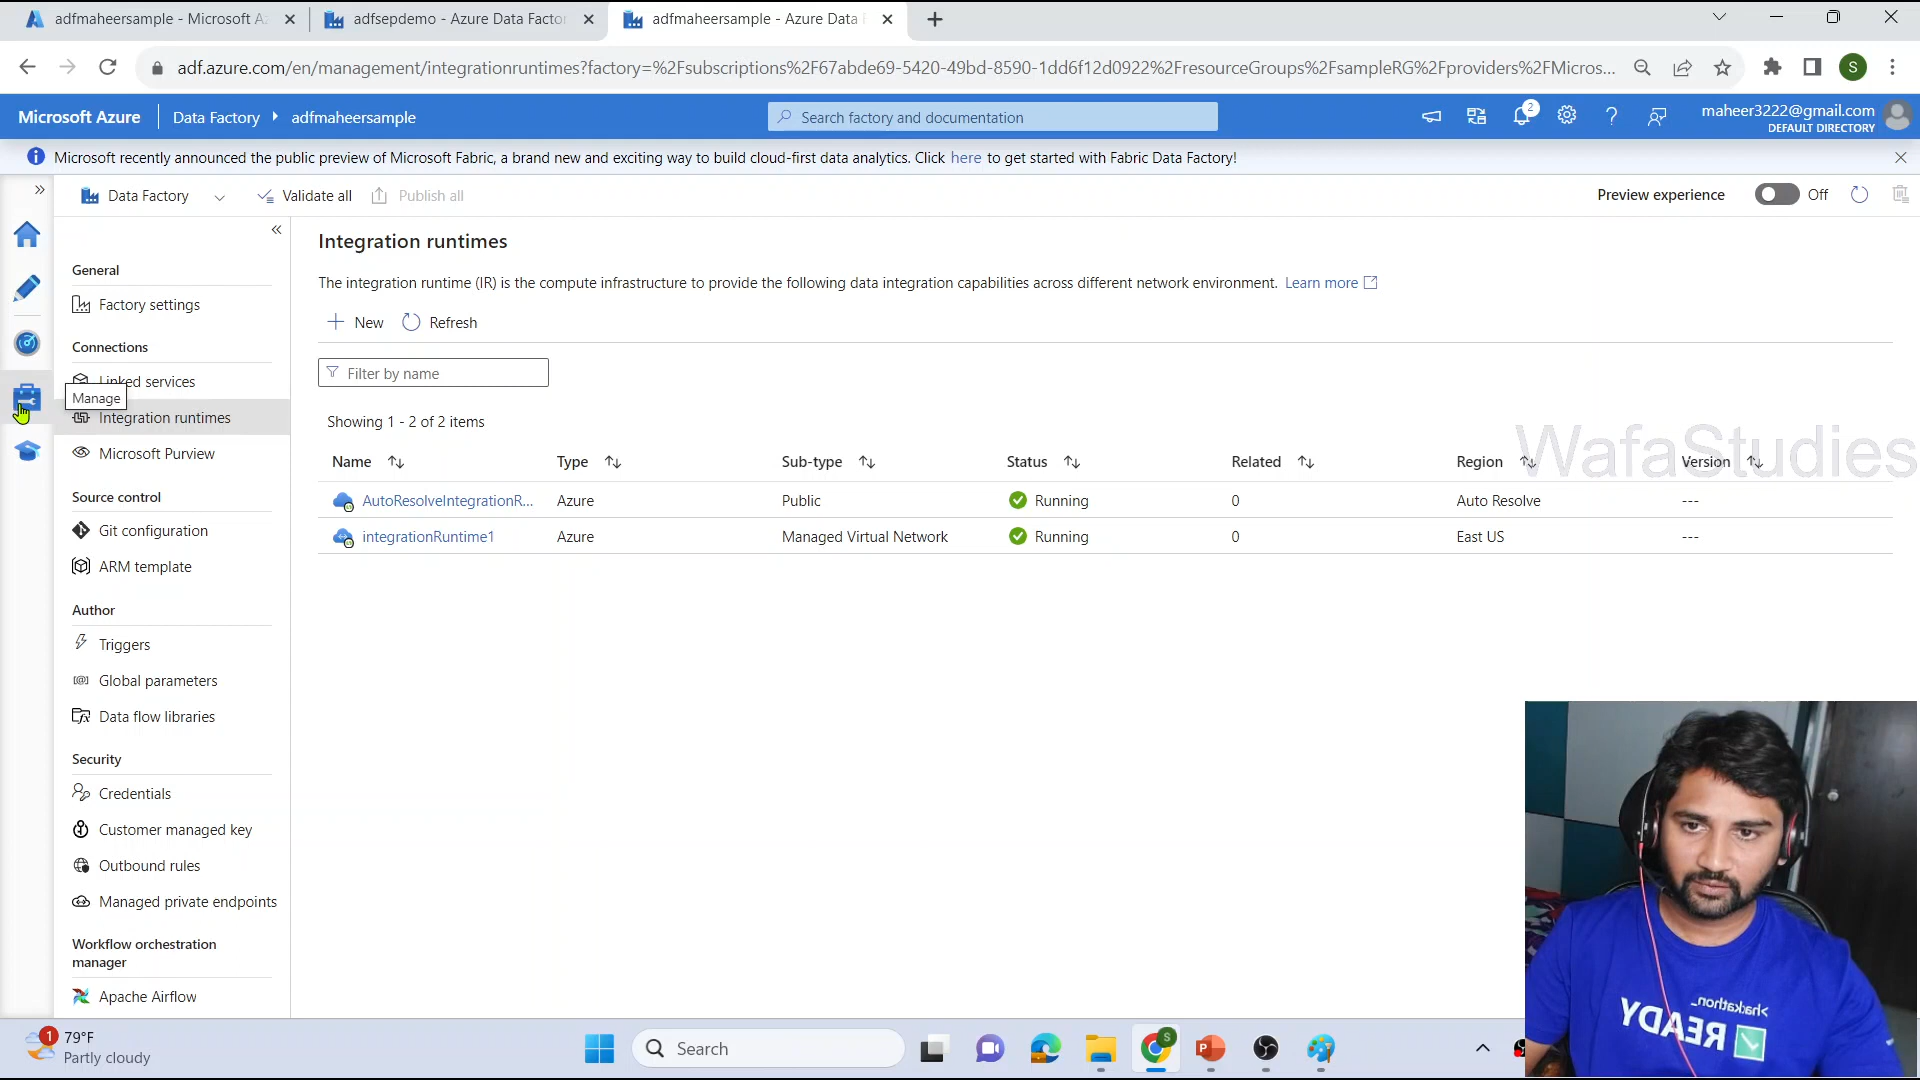 adfmaheersample - Microsoft A
adfsepdemo - Azure Data Facto
adfmaheersample - Azure Data
adf.azure.com/en/management/integrationruntimes?factory=%2Fsubscriptions%2F67abde69-5420-49bd-8590-1dd6f12d0922%2FresourceGroups%2FsampleRG%2Fproviders%2FMicros...
S
Microsoft Azure
Data Factory
adfmaheersample
Search factory and documentation
2
maheer3222@gmail.com
DEFAULT DIRECTORY
Microsoft recently announced the public preview of Microsoft Fabric, a brand new and exciting way to build cloud-first data analytics. Click here to get started with Fabric Data Factory!
Data Factory
Validate all
Publish all
Preview experience
Off
General
Factory settings
Connections
Linked services
Manage
Integration runtimes
Microsoft Purview
Source control
Git configuration
ARM template
Author
Triggers
Global parameters
Data flow libraries
Security
Credentials
Customer managed key
Outbound rules
Managed private endpoints
Workflow orchestration
manager
Apache Airflow
Integration runtimes
The integration runtime (IR) is the compute infrastructure to provide the following data integration capabilities across different network environment. Learn more
New
Refresh
Filter by name
Showing 1 - 2 of 2 items
Name Type Sub-type Status Related Region Version
AutoResolveIntegrationR... Azure Public Running 0 Auto Resolve ---
integrationRuntime1 Azure Managed Virtual Network Running 0 East US ---
WafaStudies
>hackathon_
READY
1
79°F
Partly cloudy
Search
S